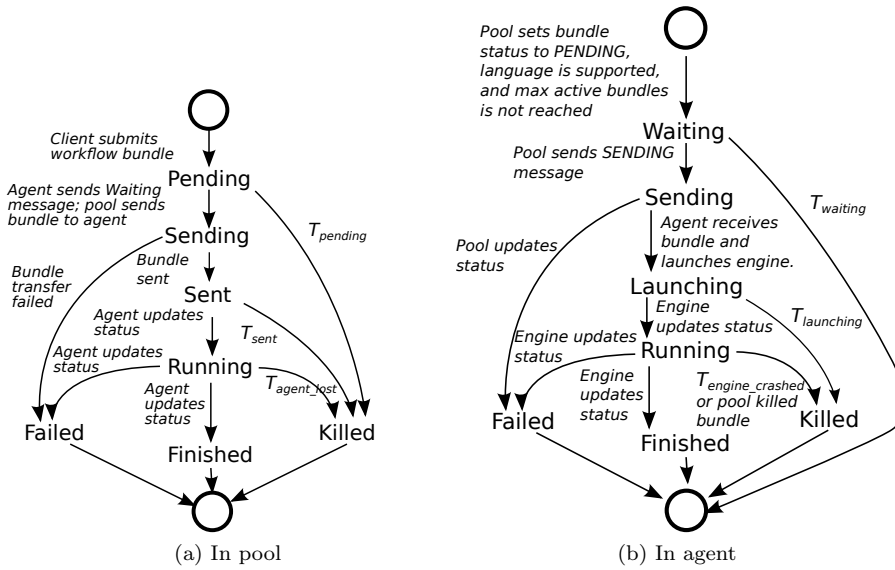 Client submits
workflow bundle
Pending
Agent sends Waiting
message; pool sends
bundle to agent
T_pending
Sending
Bundle
transfer
failed
Bundle
sent
Sent
Agent updates
status
T_sent
Agent updates
status
Running
T_agent_lost
Agent
updates
status
Failed
Killed
Finished
(a) In pool
Pool sets bundle
status to PENDING,
language is supported,
and max active bundles
is not reached
Waiting
Pool sends SENDING
message
Sending
T_waiting
Pool updates
status
Agent receives
bundle and
launches engine.
Launching
Engine
updates status
T_launching
Engine updates
status
Running
Engine
updates
status
T_engine_crashed
or pool killed
bundle
Failed
Killed
Finished
(b) In agent